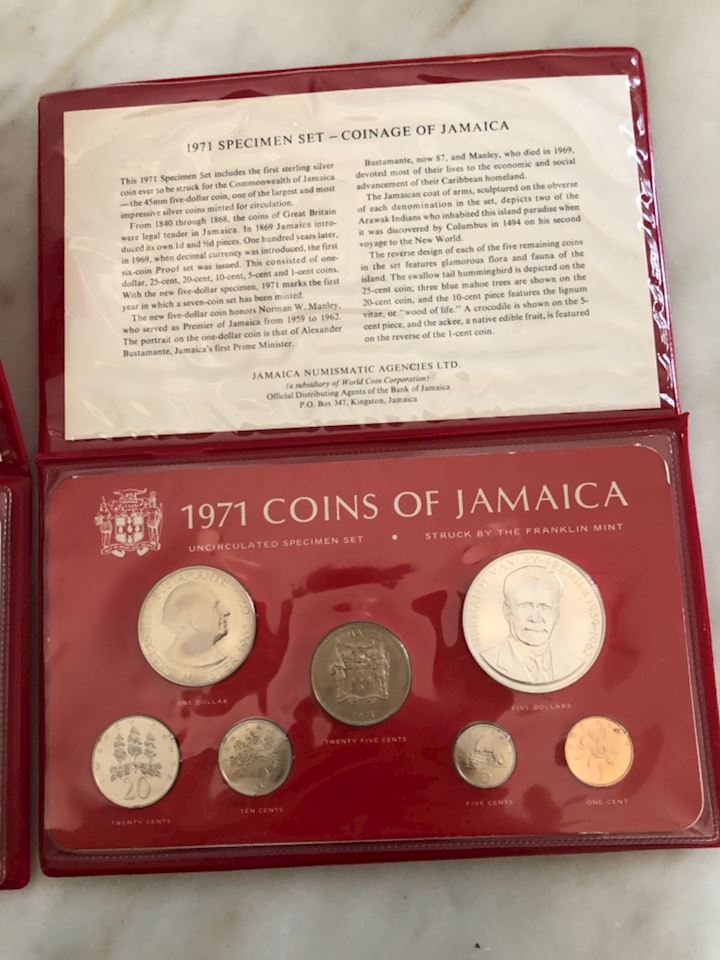 1971 SPECIMEN SET – COINAGE OF JAMAICA
This 1971 Specimen Set includes the first sterling silver
coin ever to be struck for the Commonwealth of Jamaica
—the 45mm five-dollar coin, one of the largest and most
impressive silver coins minted for circulation.
From 1840 through 1868, the coins of Great Britain
were legal tender in Jamaica. In 1869 Jamaica intro-
duced its own 1d and ½d pieces. One hundred years later,
in 1969, when decimal currency was introduced, the first
six-coin Proof set was issued. This consisted of one-
dollar, 25-cent, 20-cent, 10-cent, 5-cent and 1-cent coins.
With the new five-dollar specimen, 1971 marks the first
year in which a seven-coin set has been minted.
The new five-dollar coin honors Norman W. Manley,
who served as Premier of Jamaica from 1959 to 1962.
The portrait on the one-dollar coin is that of Alexander
Bustamante, Jamaica's first Prime Minister.
Bustamante, now 87, and Manley, who died in 1969,
devoted most of their lives to the economic and social
advancement of their Caribbean homeland.
The Jamaican coat of arms, sculptured on the obverse
of each denomination in the set, depicts two of the
Arawak Indians who inhabited this island paradise when
it was discovered by Columbus in 1494 on his second
voyage to the New World.
The reverse design of each of the five remaining coins
in the set features glamorous flora and fauna of the
island. The swallow tail hummingbird is depicted on the
25-cent coin; three blue mahoe trees are shown on the
20-cent coin, and the 10-cent piece features the lignum
vitae, or "wood of life." A crocodile is shown on the 5-
cent piece, and the ackee, a native edible fruit, is featured
on the reverse of the 1-cent coin.
JAMAICA NUMISMATIC AGENCIES LTD.
(a subsidiary of World Coin Corporation)
Official Distributing Agents of the Bank of Jamaica
P.O. Box 347, Kingston, Jamaica
1971 COINS OF JAMAICA
UNCIRCULATED SPECIMEN SET • STRUCK BY THE FRANKLIN MINT
BUSTAMANTE
MANLEY-PREMIER 1959-1962
JAMAICA
1971
ONE DOLLAR
FIVE DOLLARS
TWENTY FIVE CENTS
20
10
5
TWENTY CENTS
TEN CENTS
FIVE CENTS
ONE CENT